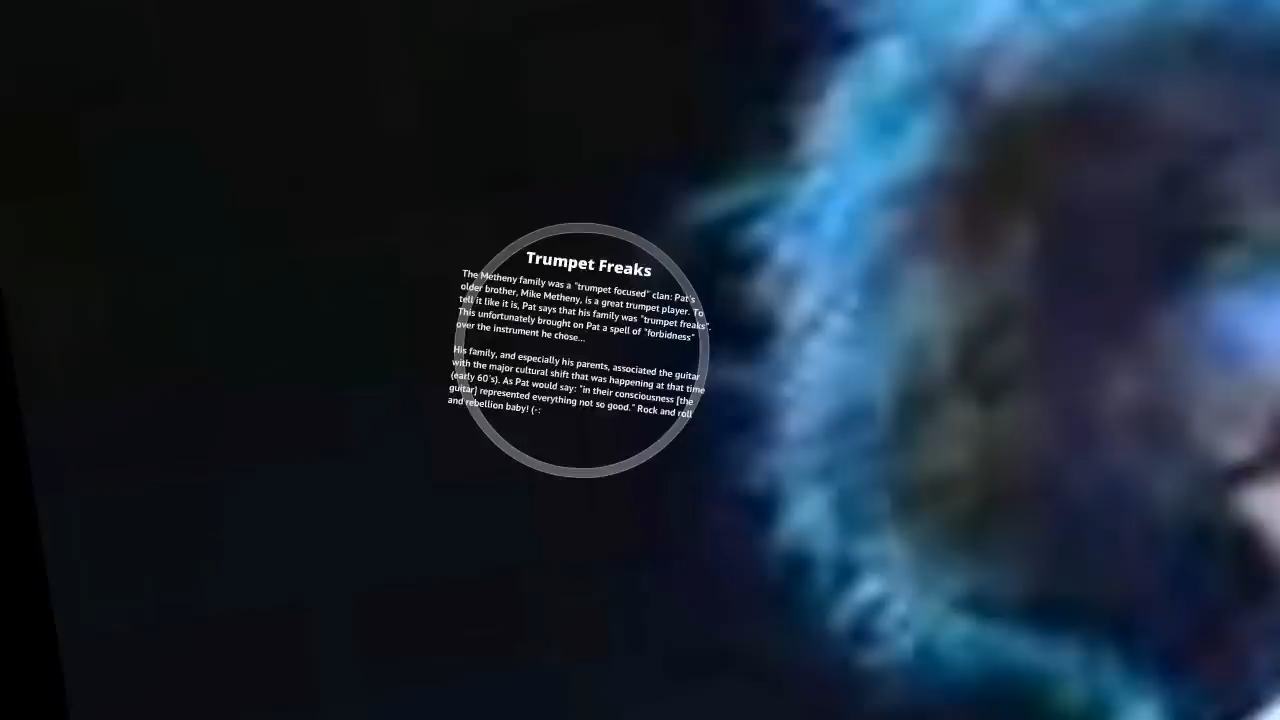 Trumpet Freaks
The Metheny family was a "trumpet focused" clan: Pat's
older brother, Mike Metheny, is a great trumpet player. To
tell it like it is, Pat says that his family was "trumpet freaks".
This unfortunately brought on Pat a spell of "forbidness"
over the instrument he chose...
His family, and especially his parents, associated the guitar
with the major cultural shift that was happening at that time
(early 60's). As Pat would say: "in their consciousness [the
guitar] represented everything not so good." Rock and roll
and rebellion baby! (-: